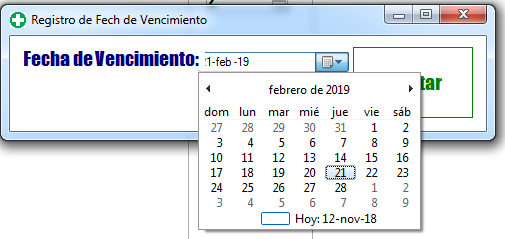 Registro de Fech de Vencimiento
Fecha de Vencimiento:
21-feb -19
tar
febrero de 2019
dom lun mar mié jue vie sáb
27 28 29 30 31 1 2
3 4 5 6 7 8 9
10 11 12 13 14 15 16
17 18 19 20 21 22 23
24 25 26 27 28 1 2
3 4 5 6 7 8 9
Hoy: 12-nov-18